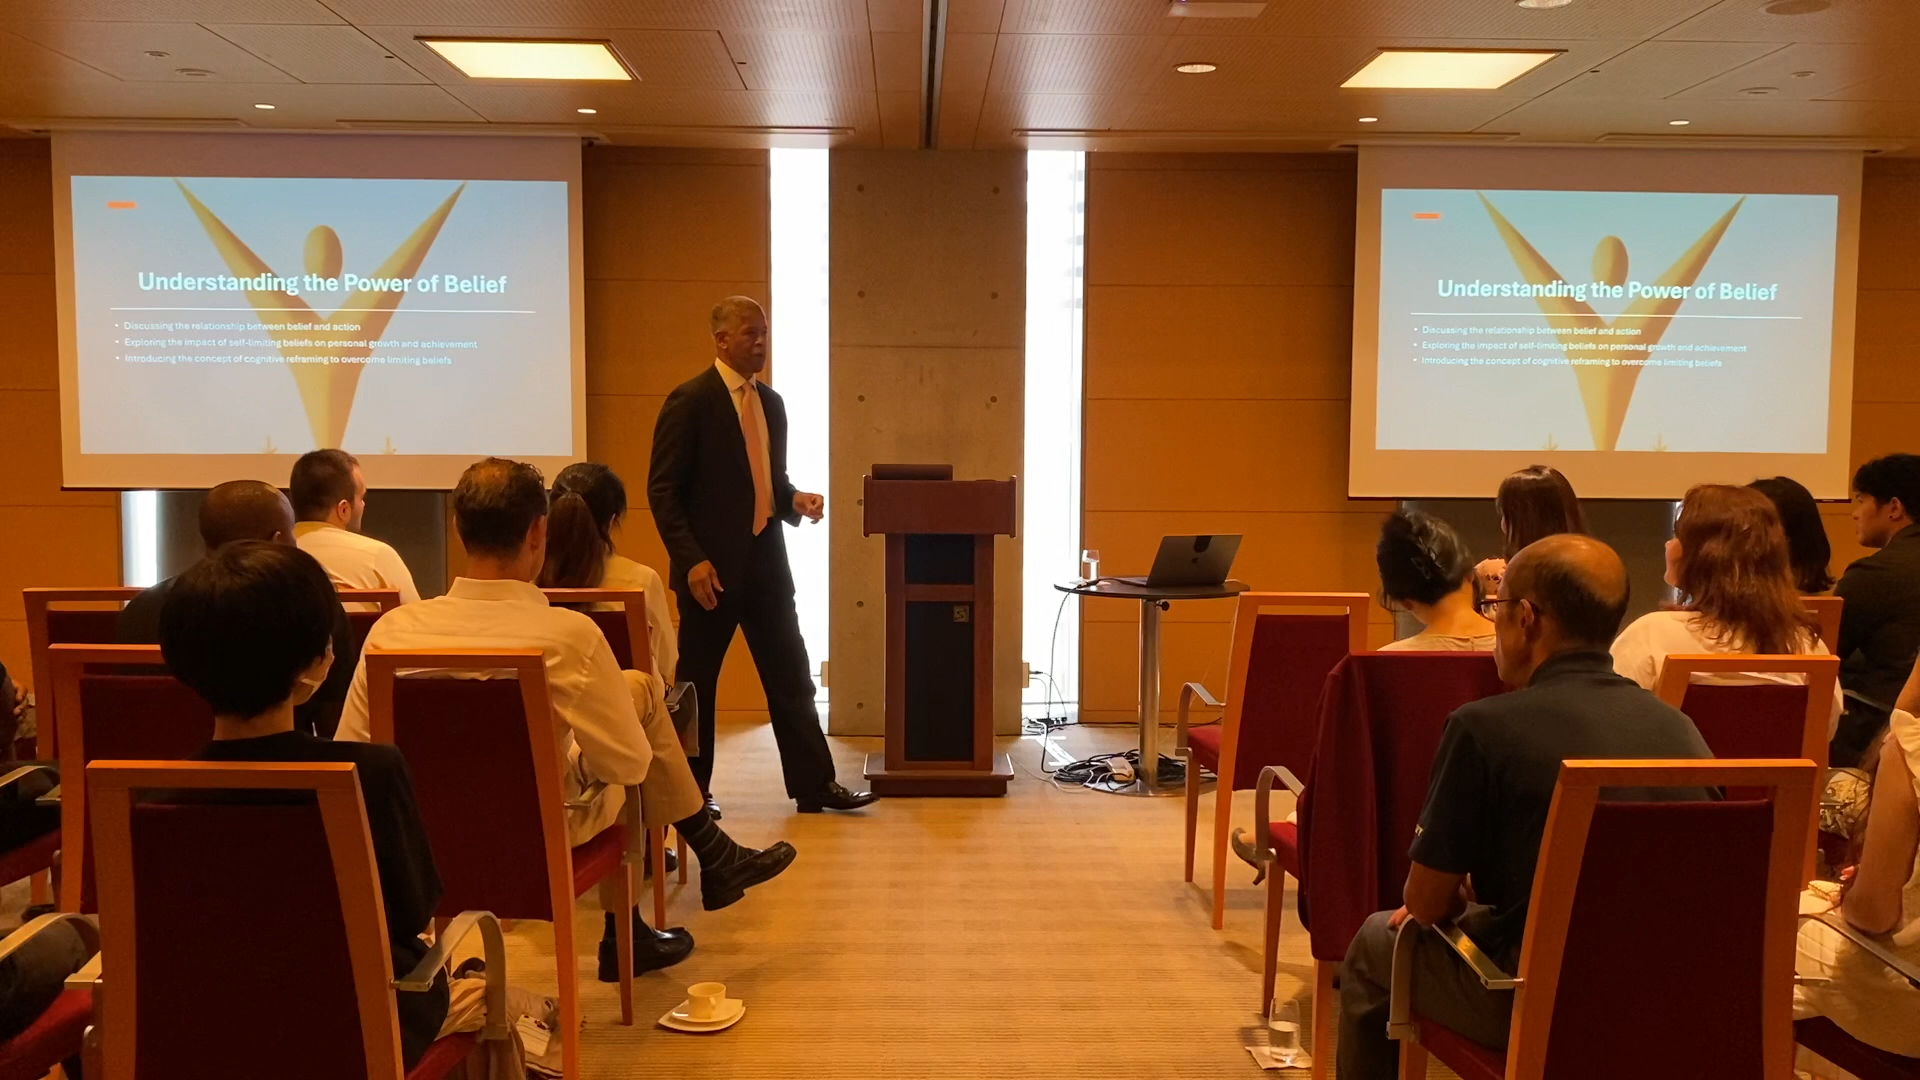 Understanding the Power of Belief
• Discussing the relationship between belief and action
• Exploring the impact of self-limiting beliefs on personal growth and achievement
• Introducing the concept of cognitive reframing to overcome limiting beliefs
Understanding the Power of Belief
• Discussing the relationship between belief and action
• Exploring the impact of self-limiting beliefs on personal growth and achievement
• Introducing the concept of cognitive reframing to overcome limiting beliefs